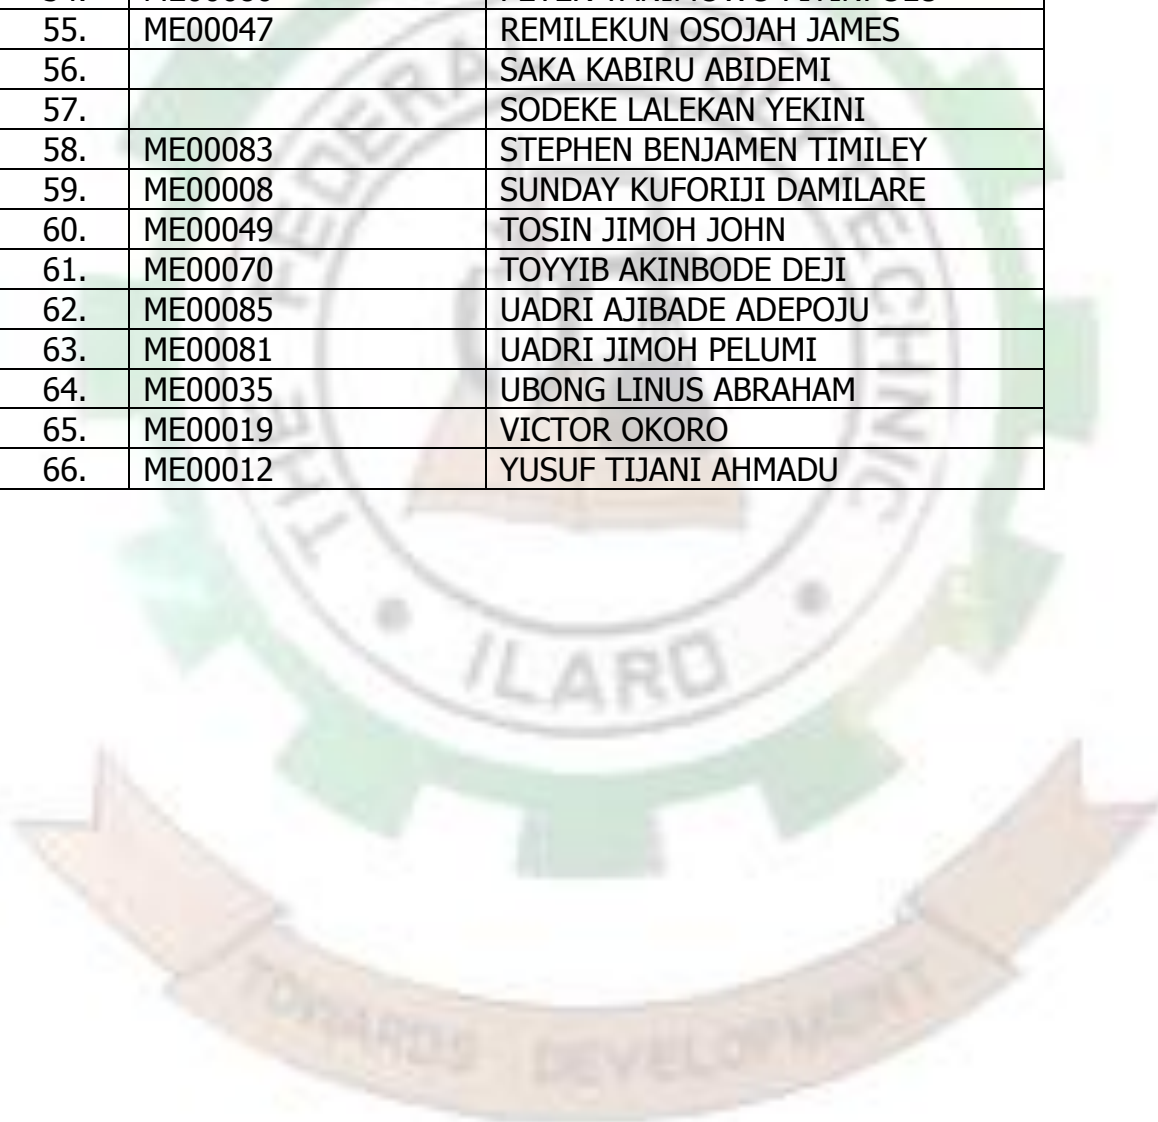 55. ME00047 REMILEKUN OSOJAH JAMES
56. SAKA KABIRU ABIDEMI
57. SODEKE LALEKAN YEKINI
58. ME00083 STEPHEN BENJAMEN TIMILEY
59. ME00008 SUNDAY KUFORIJI DAMILARE
60. ME00049 TOSIN JIMOH JOHN
61. ME00070 TOYYIB AKINBODE DEJI
62. ME00085 UADRI AJIBADE ADEPOJU
63. ME00081 UADRI JIMOH PELUMI
64. ME00035 UBONG LINUS ABRAHAM
65. ME00019 VICTOR OKORO
66. ME00012 YUSUF TIJANI AHMADU
THE FEDERAL TECHNIC
ILARO
TOWARDS DEVELOPMENT